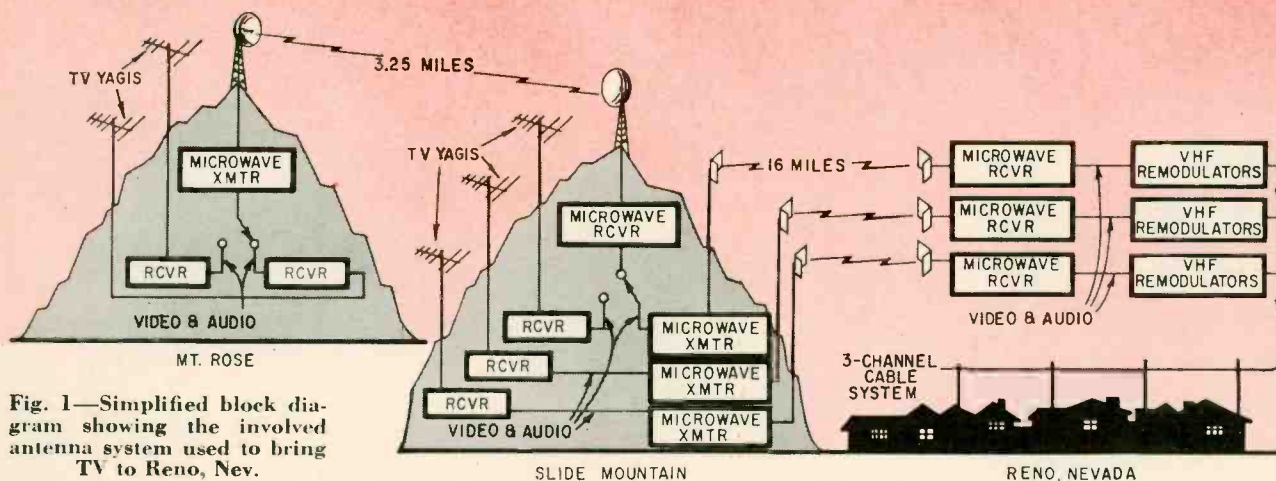 TV YAGIS
3.25 MILES
MICROWAVE
XMTR
RCVR
RCVR
VIDEO & AUDIO
MT. ROSE
TV YAGIS
MICROWAVE
RCVR
RCVR
RCVR
RCVR
MICROWAVE
XMTR
MICROWAVE
XMTR
MICROWAVE
XMTR
VIDEO & AUDIO
SLIDE MOUNTAIN
16 MILES
MICROWAVE
RCVR
MICROWAVE
RCVR
MICROWAVE
RCVR
VHF
REMODULATORS
VHF
REMODULATORS
VHF
REMODULATORS
VIDEO & AUDIO
3-CHANNEL
CABLE
SYSTEM
RENO, NEVADA
Fig. 1—Simplified block dia-
gram showing the involved
antenna system used to bring
TV to Reno, Nev.